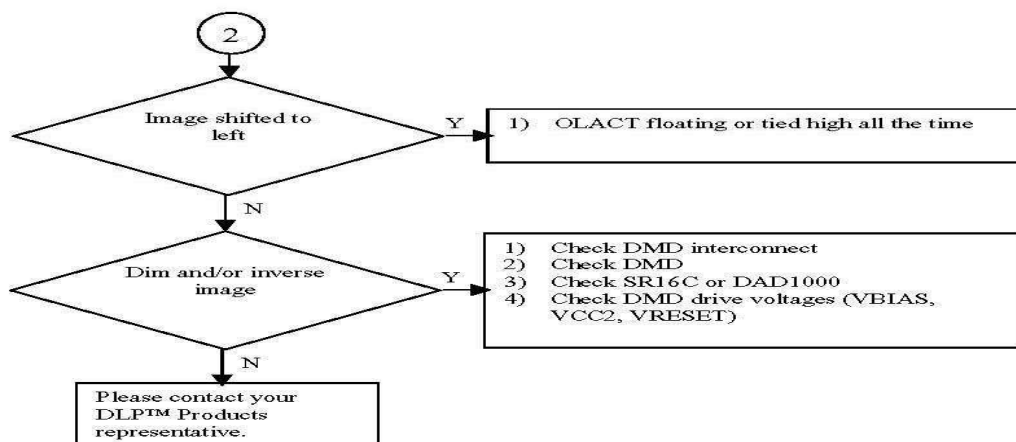 2
Image shifted to
left
Y
1) OLACT floating or tied high all the time
N
Dim and/or inverse
image
Y
1) Check DMD interconnect
2) Check DMD
3) Check SR16C or DAD1000
4) Check DMD drive voltages (VBIAS,
VCC2, VRESET)
N
Please contact your
DLP™ Products
representative.